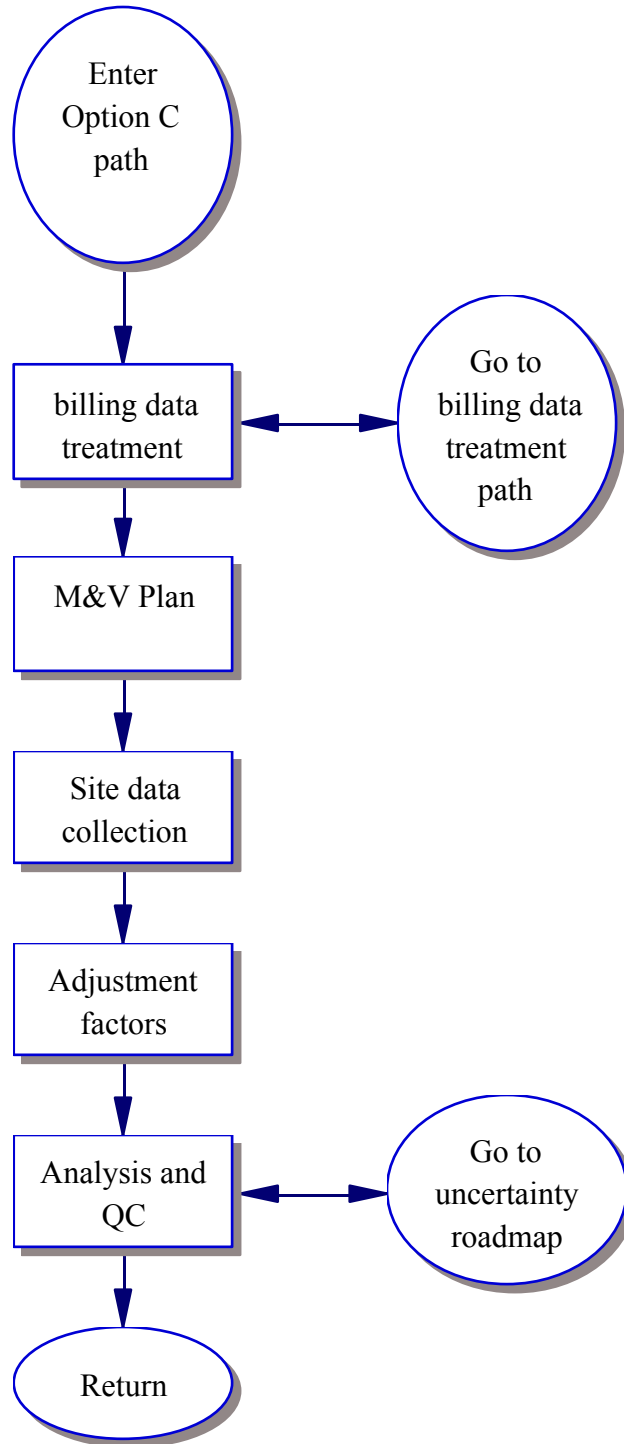 Enter
Option C
path
billing data
treatment
Go to
billing data
treatment
path
M&V Plan
Site data
collection
Adjustment
factors
Analysis and
QC
Go to
uncertainty
roadmap
Return